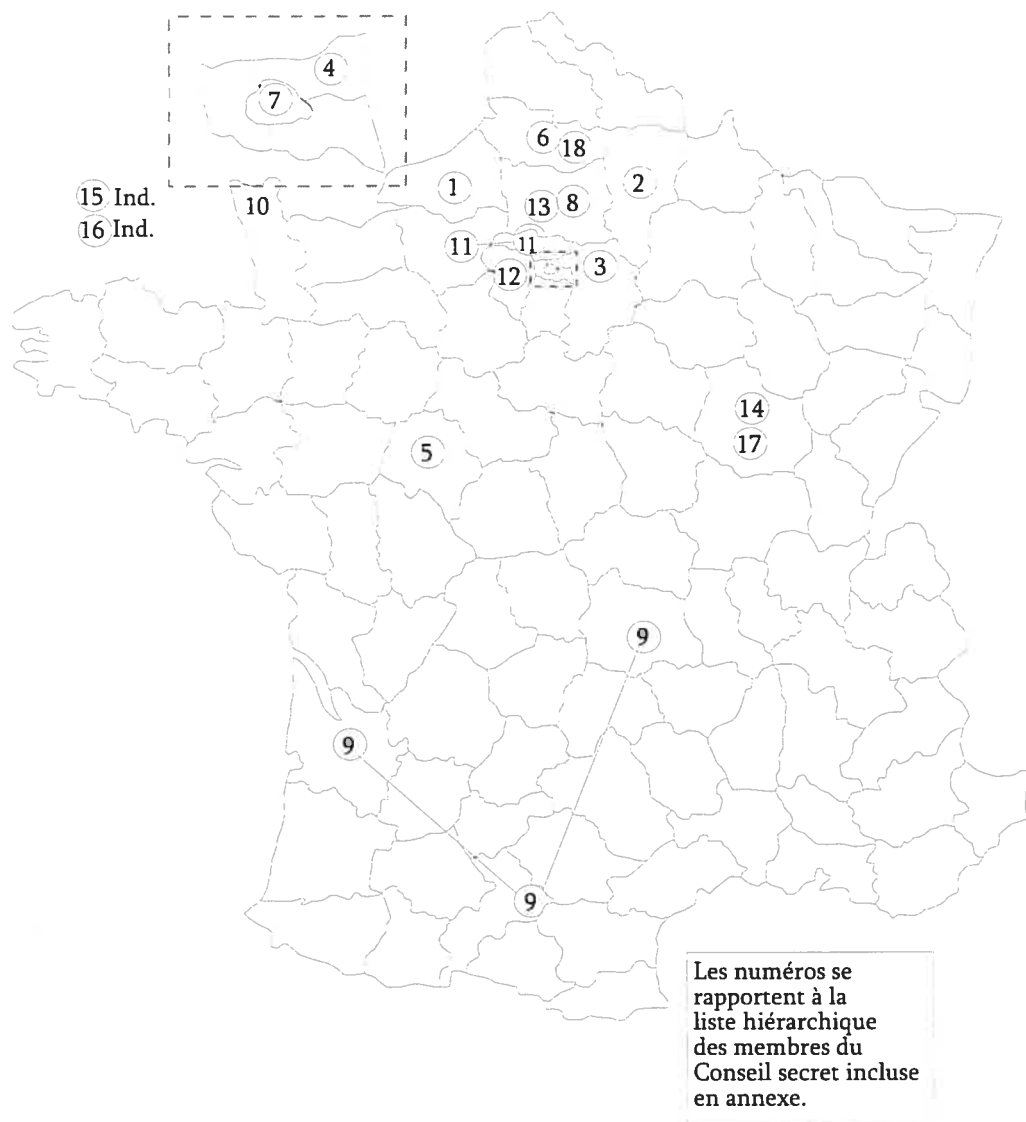 4
7
6
18
15 Ind.
10
1
2
13
8
16 Ind.
11
11
12
3
14
17
5
9
9
9
Les numéros se
rapportent à la
liste hiérarchique
des membres du
Conseil secret incluse
en annexe.